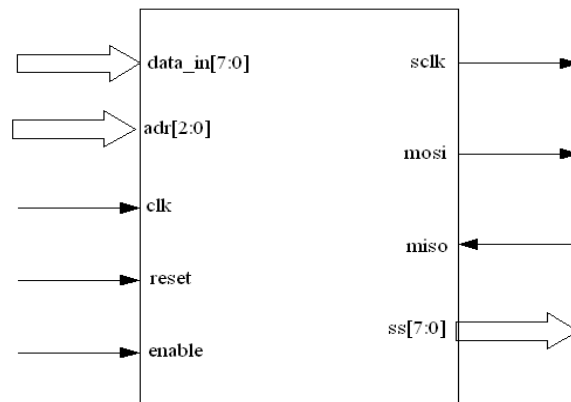 data_in[7:0]
sclk
adr[2:0]
mosi
clk
miso
reset
ss[7:0]
enable